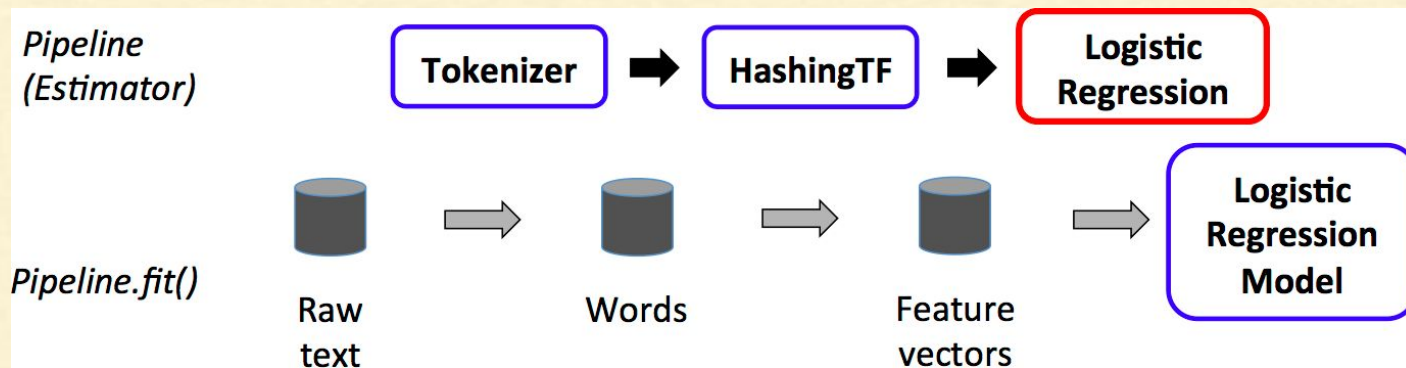 Pipeline
(Estimator)
Tokenizer
HashingTF
Logistic
Regression
Pipeline.fit()
Raw
text
Words
Feature
vectors
Logistic
Regression
Model